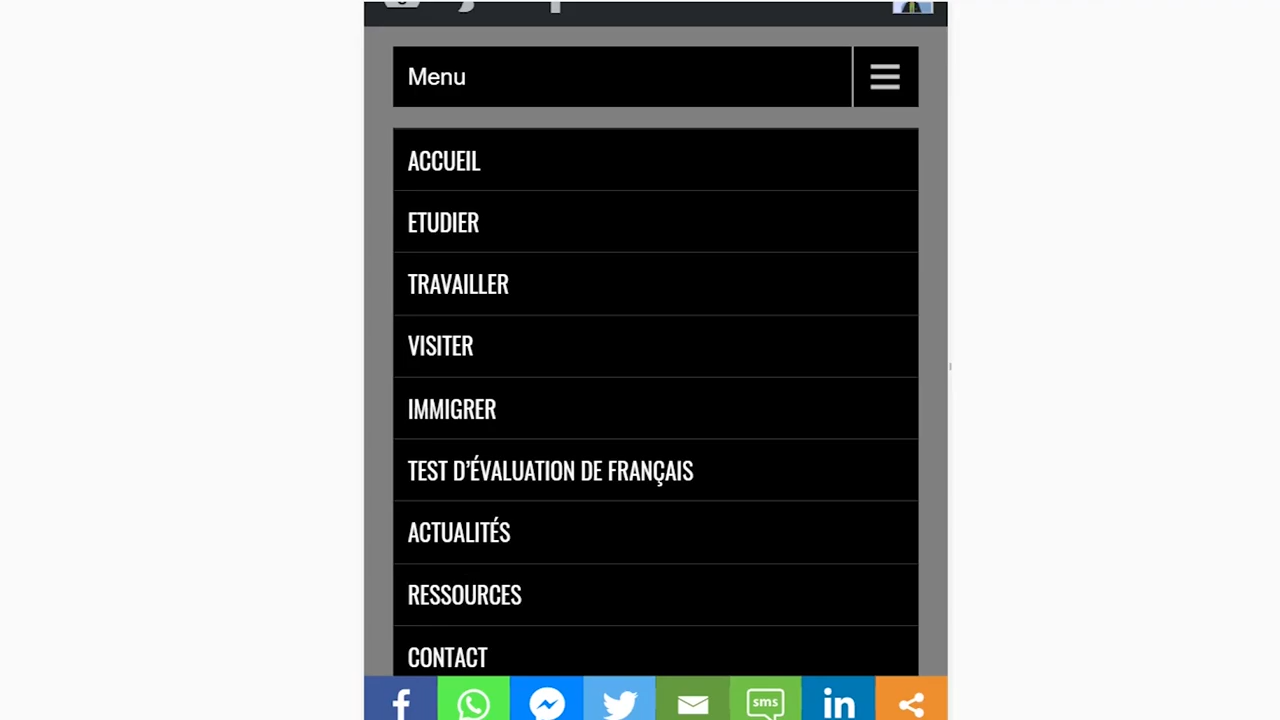 Menu
ACCUEIL
ETUDIER
TRAVAILLER
VISITER
IMMIGRER
TEST D’ÉVALUATION DE FRANÇAIS
ACTUALITÉS
RESSOURCES
CONTACT
sms
in